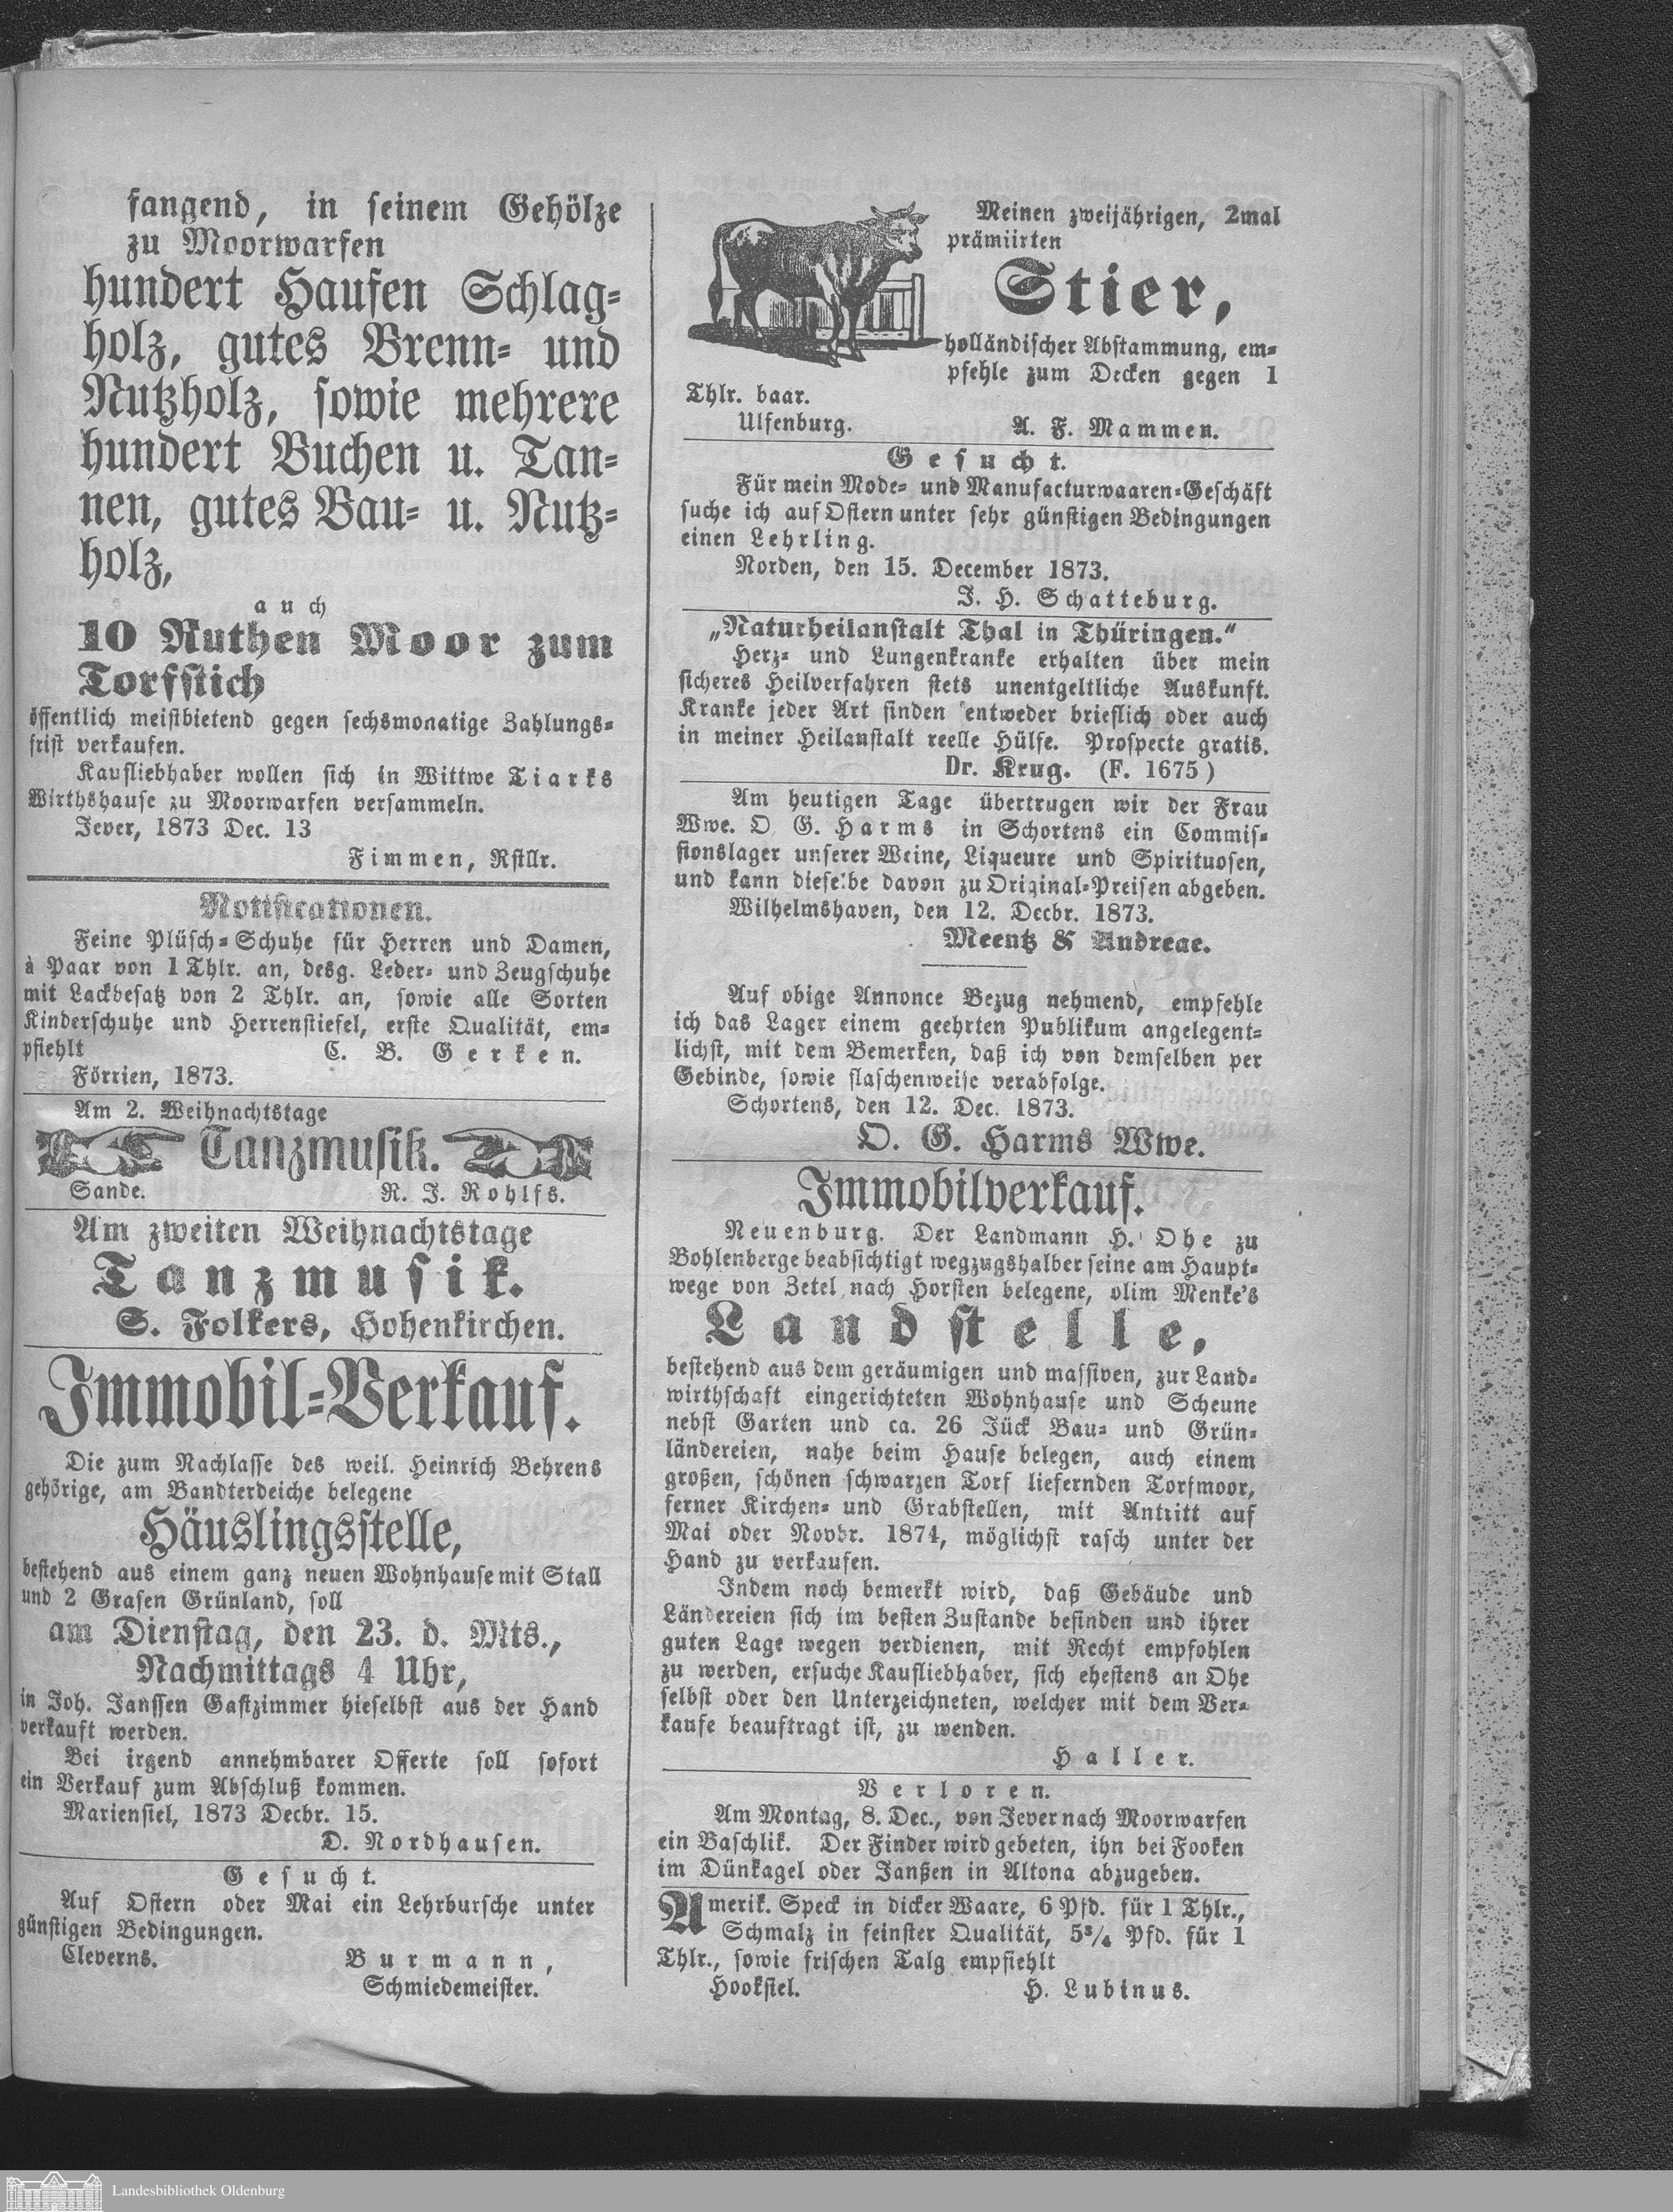 fangend, in seinem Gehölze
zu Moorwarfen
hundert Haufen Schlag-
holz, gutes Brenn- und
Nutzholz, sowie mehrere
hundert Buchen u. Tan-
nen, gutes Bau- u. Nutz-
holz,
auch
10 Ruthen Moor zum
Torfstich
öffentlich meistbietend gegen sechsmonatige Zahlungs-
frist verkaufen.
Kaufliebhaber wollen sich in Wittwe Tiarks
Wirthshause zu Moorwarfen versammeln.
Jever, 1873 Dec. 13
Fimmen, Rstllr.
Notificationen.
Feine Plüsch-Schuhe für Herren und Damen,
à Paar von 1 Thlr. an, desg. Leder- und Zeugschuhe
mit Lackbesatz von 2 Thlr. an, sowie alle Sorten
Kinderschuhe und Herrenstiefel, erste Qualität, em-
pfiehlt C. B. Gerken.
Förrien, 1873.
Am 2. Weihnachtstage
Tanzmusik.
Sande. R. J. Rohlfs.
Am zweiten Weihnachtstage
Tanzmusik.
S. Folkers, Hohenkirchen.
Immobil-Verkauf.
Die zum Nachlasse des weil. Heinrich Behrens
gehörige, am Bandterdeiche belegene
Häuslingsstelle,
bestehend aus einem ganz neuen Wohnhause mit Stall
und 2 Grasen Grünland, soll
am Dienstag, den 23. d. Mts.,
Nachmittags 4 Uhr,
in Joh. Janssen Gastzimmer hieselbst aus der Hand
verkauft werden.
Bei irgend annehmbarer Offerte soll sofort
ein Verkauf zum Abschluß kommen.
Mariensiel, 1873 Decbr. 15.
D. Nordhausen.
Gesucht.
Auf Ostern oder Mai ein Lehrbursche unter
günstigen Bedingungen.
Cleverns. Burmann,
Schmiedemeister.
Meinen zweijährigen, 2mal
prämiirten
Stier,
holländischer Abstammung, em-
pfehle zum Decken gegen 1
Thlr. baar.
Ulfenburg. A. F. Mammen.
Gesucht.
Für mein Mode- und Manufacturwaaren-Geschäft
suche ich auf Ostern unter sehr günstigen Bedingungen
einen Lehrling.
Norden, den 15. December 1873.
J. H. Schatteburg.
„Naturheilanstalt Thal in Thüringen.“
Herz- und Lungenkranke erhalten über mein
sicheres Heilverfahren stets unentgeltliche Auskunft.
Kranke jeder Art finden entweder brieflich oder auch
in meiner Heilanstalt reelle Hülfe. Prospecte gratis.
Dr. Krug. (F. 1675)
Am heutigen Tage übertrugen wir der Frau
Wwe. O G. Harms in Schortens ein Commis-
sionslager unserer Weine, Liqueure und Spirituosen,
und kann dieselbe davon zu Original-Preisen abgeben.
Wilhelmshaven, den 12. Decbr. 1873.
Meentz & Andreae.
Auf obige Annonce Bezug nehmend, empfehle
ich das Lager einem geehrten Publikum angelegent-
lichst, mit dem Bemerken, daß ich von demselben per
Gebinde, sowie flaschenweise verabfolge.
Schortens, den 12. Dec. 1873.
O. G. Harms Wwe.
Immobilverkauf.
Neuenburg. Der Landmann H. Ohe zu
Bohlenberge beabsichtigt wegzugshalber seine am Haupt-
wege von Zetel nach Horsten belegene, olim Menke's
Landstelle,
bestehend aus dem geräumigen und massiven, zur Land-
wirthschaft eingerichteten Wohnhause und Scheune
nebst Garten und ca. 26 Jück Bau- und Grün-
ländereien, nahe beim Hause belegen, auch einem
großen, schönen schwarzen Torf liefernden Torfmoor,
ferner Kirchen- und Grabstellen, mit Antritt auf
Mai oder Novbr. 1874, möglichst rasch unter der
Hand zu verkaufen.
Indem noch bemerkt wird, daß Gebäude und
Ländereien sich im besten Zustande befinden und ihrer
guten Lage wegen verdienen, mit Recht empfohlen
zu werden, ersuche Kaufliebhaber, sich ehestens an Ohe
selbst oder den Unterzeichneten, welcher mit dem Ver-
kaufe beauftragt ist, zu wenden.
Haller.
Verloren.
Am Montag, 8. Dec., von Jever nach Moorwarfen
ein Baschlik. Der Finder wird gebeten, ihn bei Fooken
im Dünkagel oder Janßen in Altona abzugeben.
Amerik. Speck in dicker Waare, 6 Pfd. für 1 Thlr.,
Schmalz in feinster Qualität, 5¾ Pfd. für 1
Thlr., sowie frischen Talg empfiehlt
Hooksiel. H. Lubinus.
Landesbibliothek Oldenburg